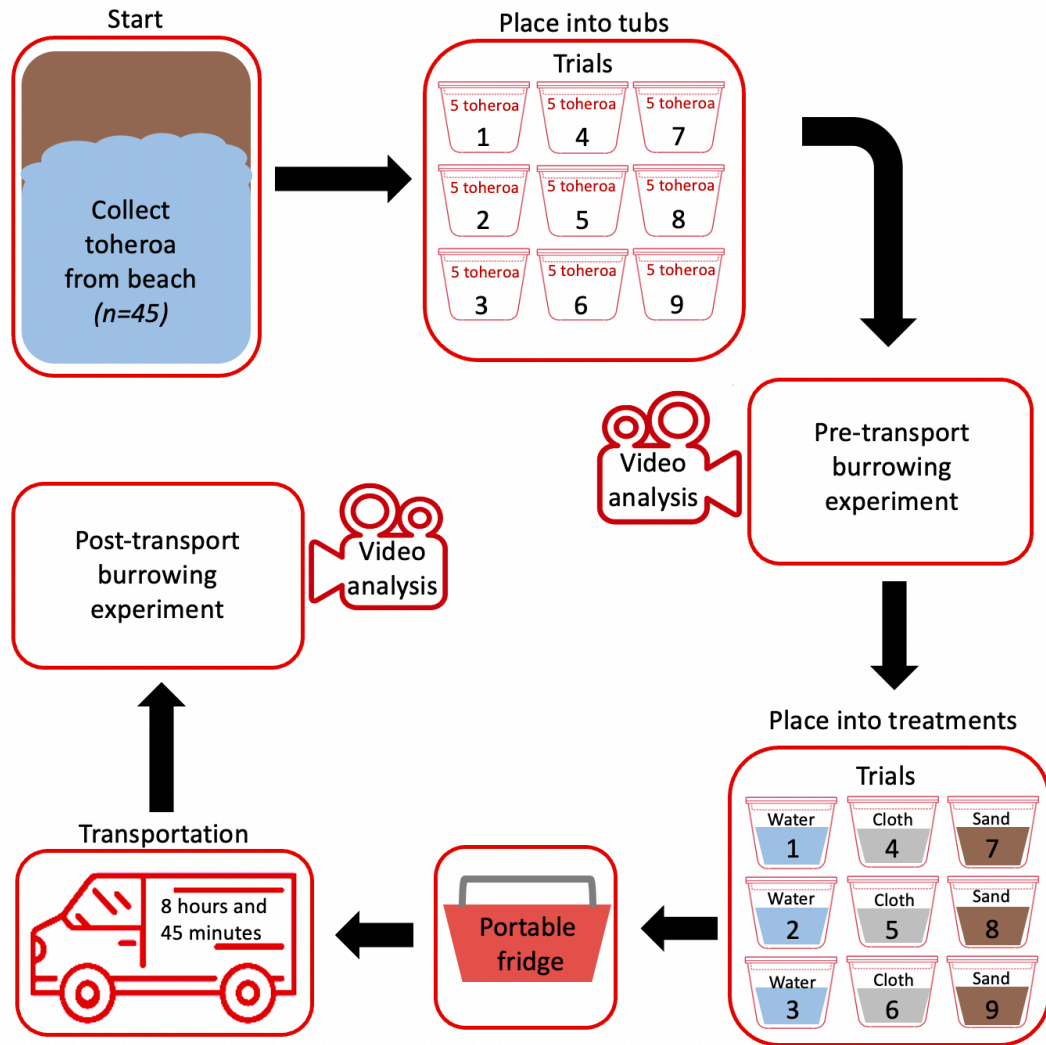 Start
Collect
toheroa
from beach
(n=45)
Place into tubs
Trials
5 toheroa
1
5 toheroa
4
5 toheroa
7
5 toheroa
2
5 toheroa
5
5 toheroa
8
5 toheroa
3
5 toheroa
6
5 toheroa
9
Video
analysis
Pre-transport
burrowing
experiment
Place into treatments
Trials
Water
1
Cloth
4
Sand
7
Water
2
Cloth
5
Sand
8
Water
3
Cloth
6
Sand
9
Portable
fridge
Transportation
8 hours and
45 minutes
Post-transport
burrowing
experiment
Video
analysis